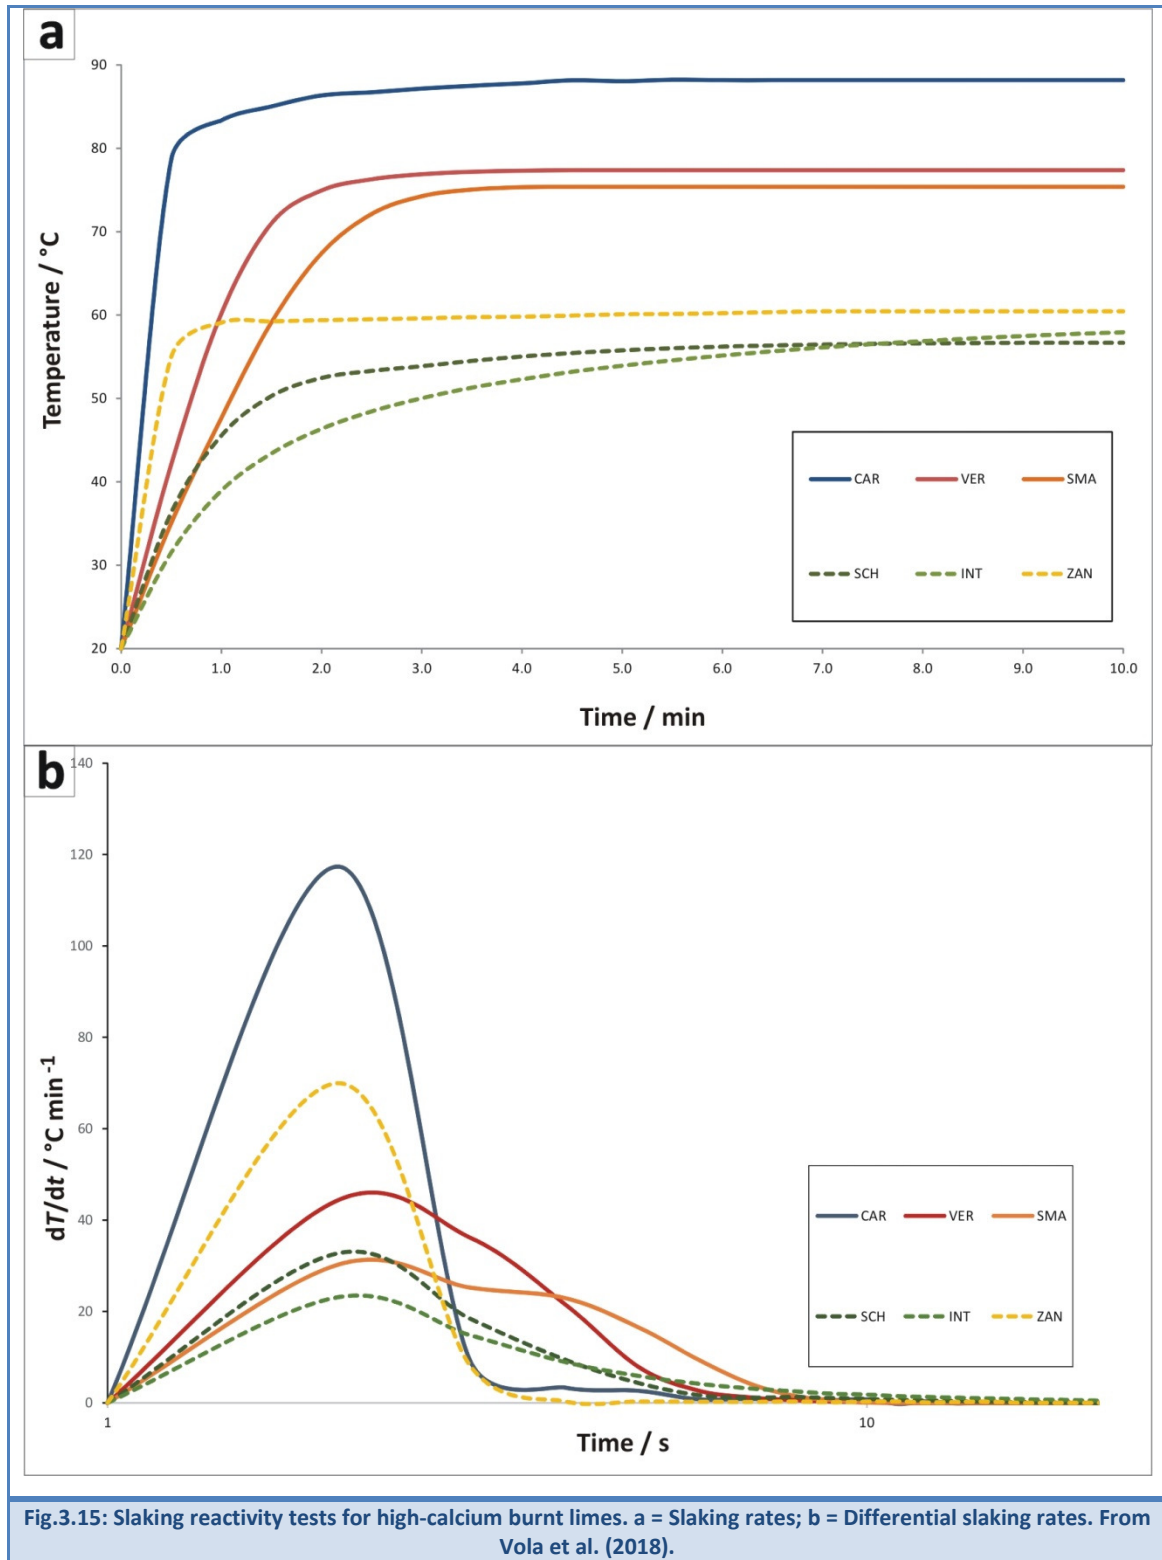 a
90
80
70
60
50
40
30
20
Temperature / °C
0.0 1.0 2.0 3.0 4.0 5.0 6.0 7.0 8.0 9.0 10.0
Time / min
CAR VER SMA
SCH INT ZAN
b
140
120
100
80
60
40
20
0
dT/dt / °C min⁻¹
1 10
Time / s
CAR VER SMA
SCH INT ZAN
Fig.3.15: Slaking reactivity tests for high-calcium burnt limes. a = Slaking rates; b = Differential slaking rates. From
Vola et al. (2018).